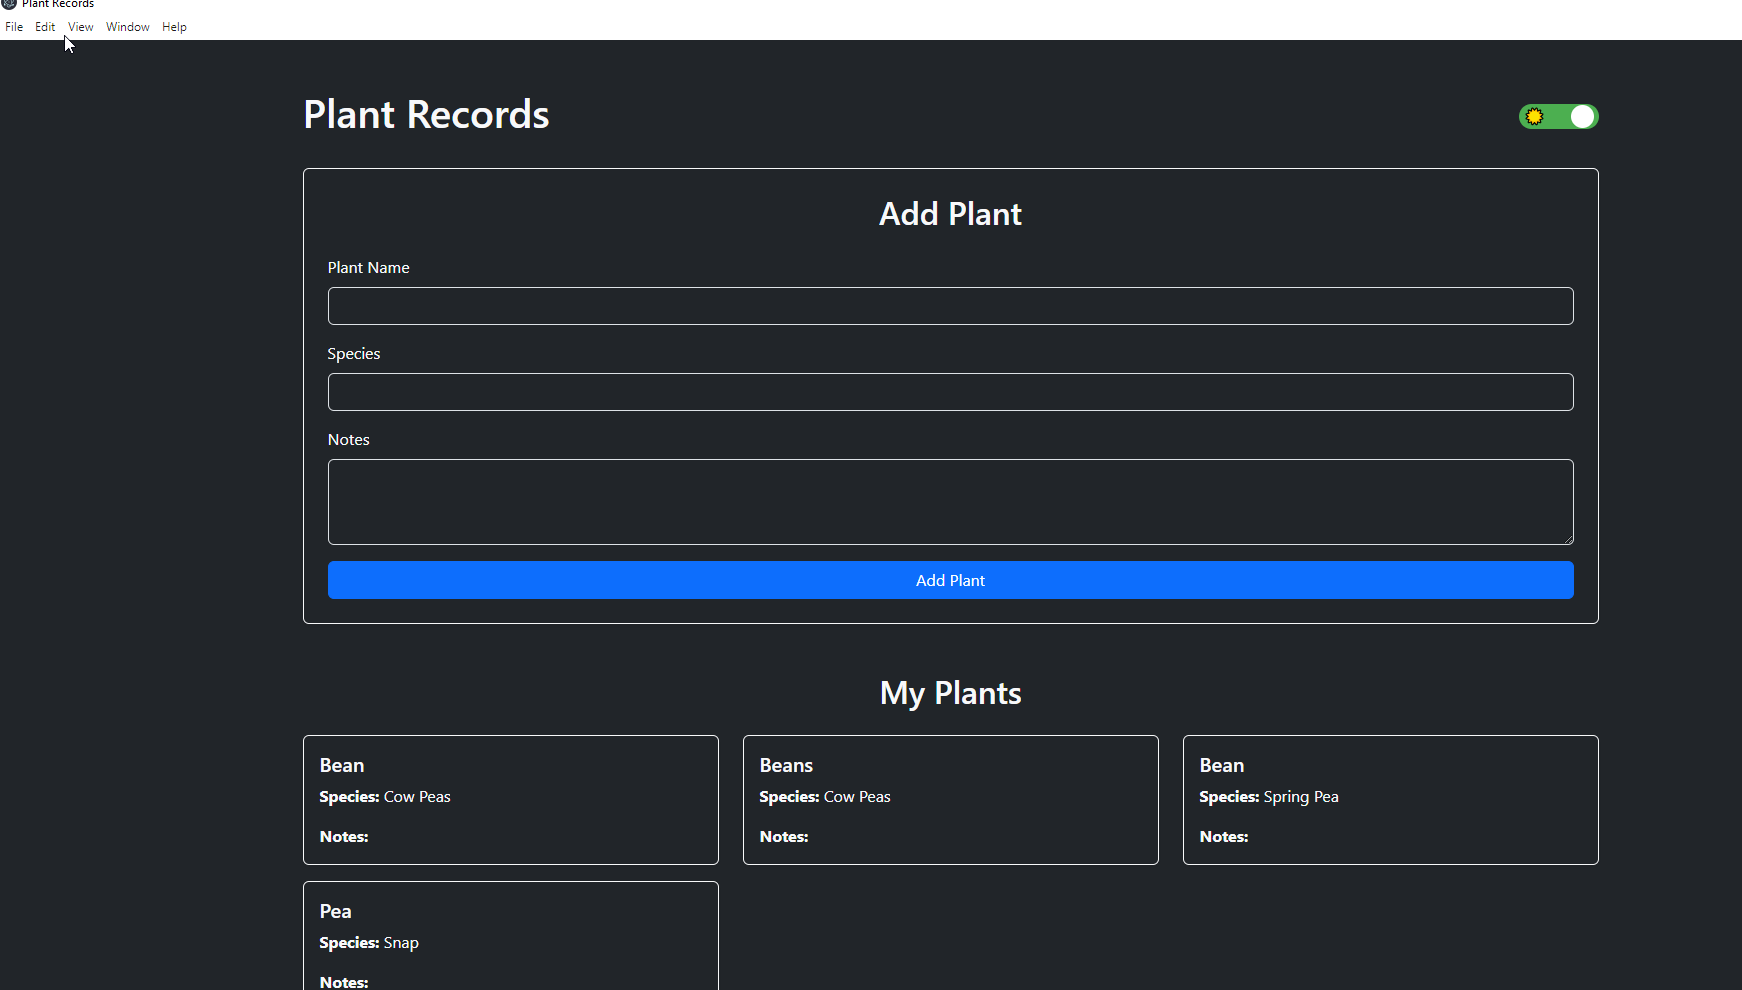 Plant Records
File Edit View Window Help
Plant Records
Add Plant
Plant Name
Species
Notes
Add Plant
My Plants
Bean
Species: Cow Peas
Notes:
Beans
Species: Cow Peas
Notes:
Bean
Species: Spring Pea
Notes:
Pea
Species: Snap
Notes: